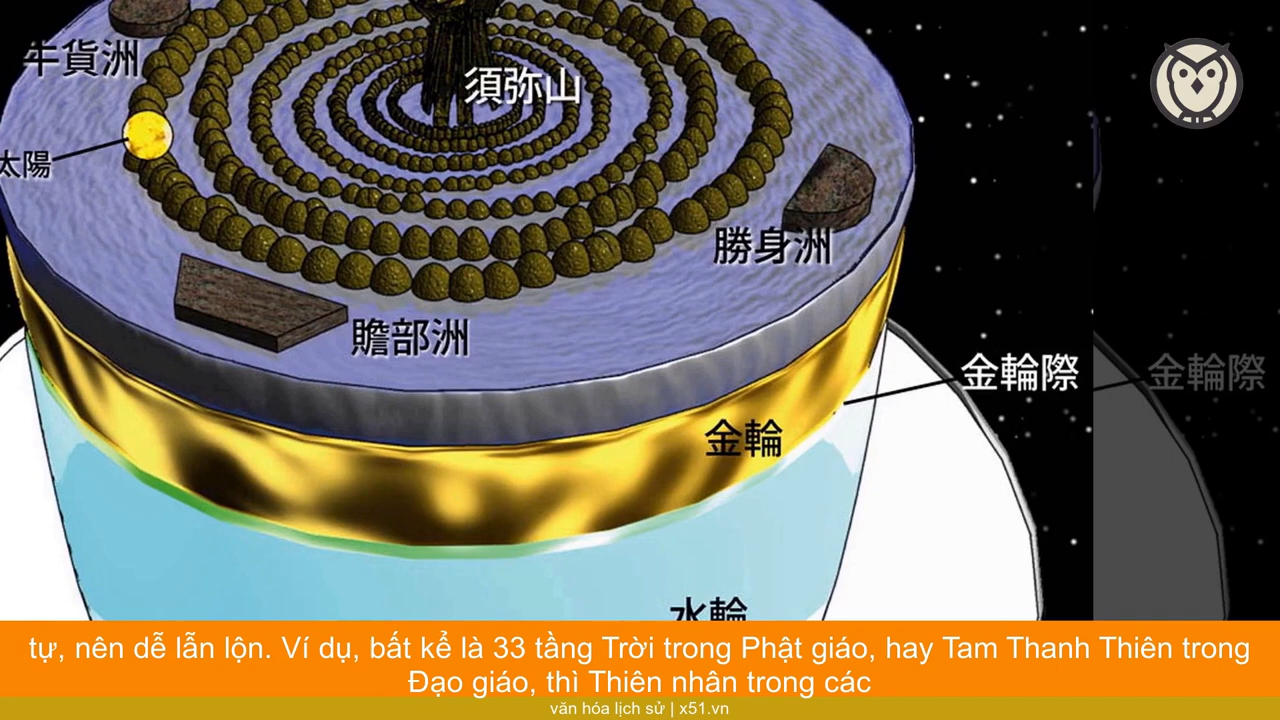 牛貨洲
須弥山
太陽
勝身洲
贍部洲
金輪際
金輪際
金輪
水輪
tự, nên dễ lẫn lộn. Ví dụ, bất kể là 33 tầng Trời trong Phật giáo, hay Tam Thanh Thiên trong
Đạo giáo, thì Thiên nhân trong các
văn hóa lịch sử | x51.vn